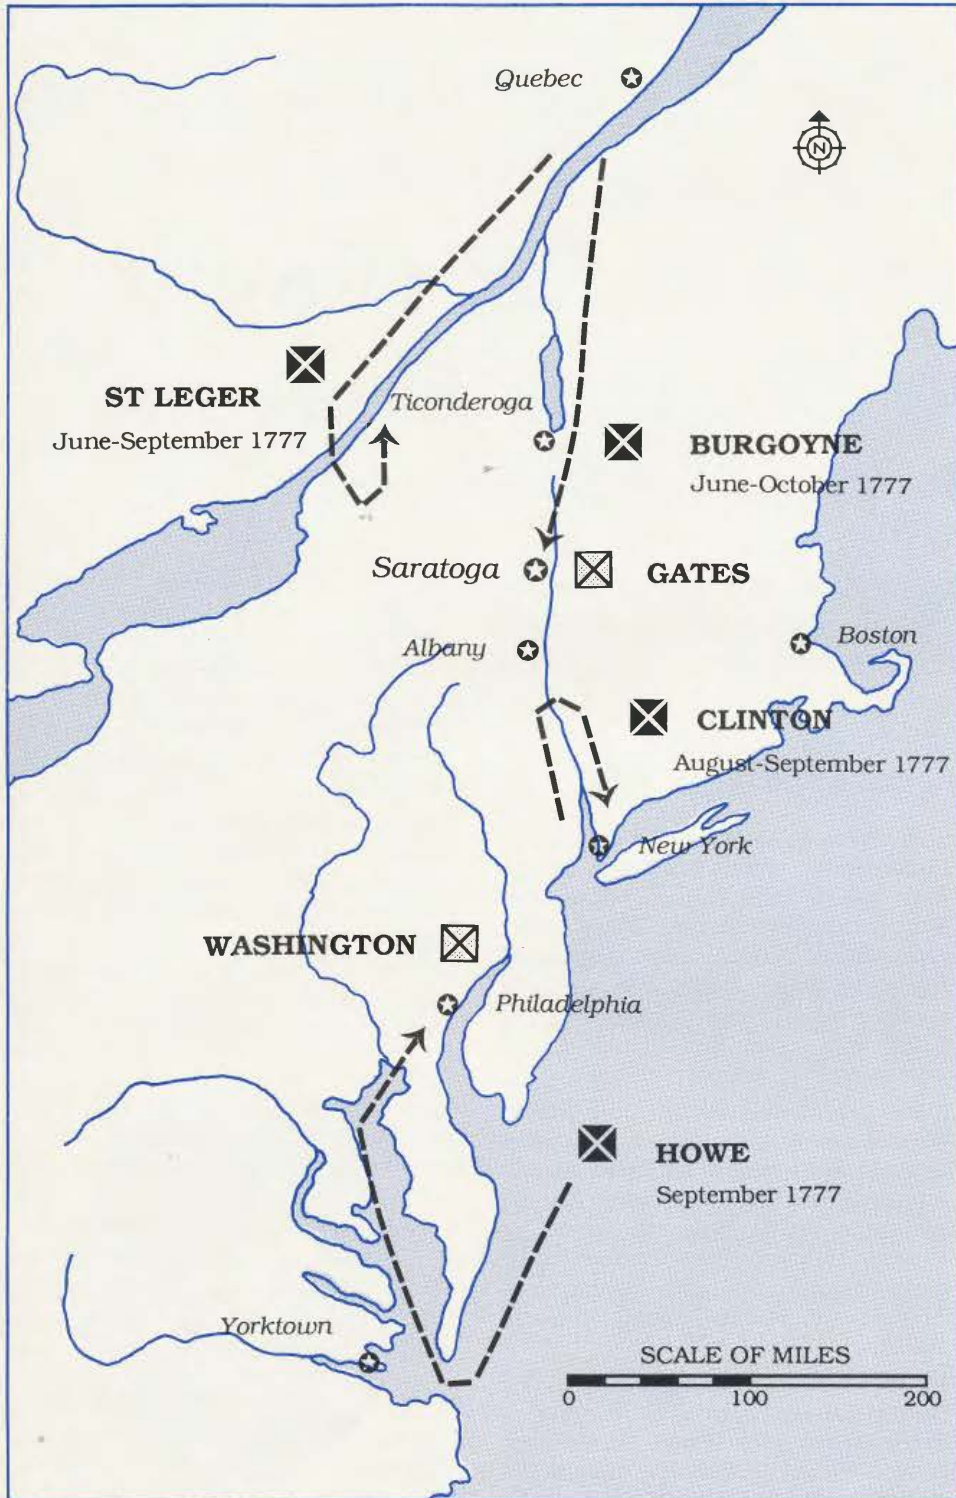 Quebec
N
ST LEGER
June-September 1777
Ticonderoga
BURGOYNE
June-October 1777
Saratoga
GATES
Albany
Boston
CLINTON
August-September 1777
New York
WASHINGTON
Philadelphia
HOWE
September 1777
Yorktown
SCALE OF MILES
0 100 200